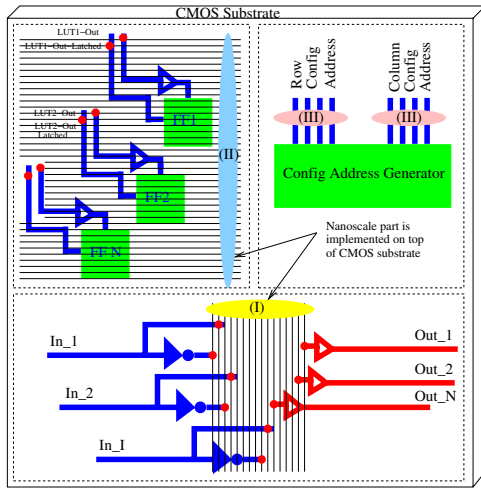 CMOS Substrate
LUT1-Out
LUT1-Out-Latched
FF1
LUT2-Out
LUT2-Out
Latched
FF2
FF N
(II)
Row
Config
Address
Column
Config
Address
(III)
(III)
Config Address Generator
Nanoscale part is
implemented on top
of CMOS substrate
(I)
In_1
In_2
In_I
Out_1
Out_2
Out_N